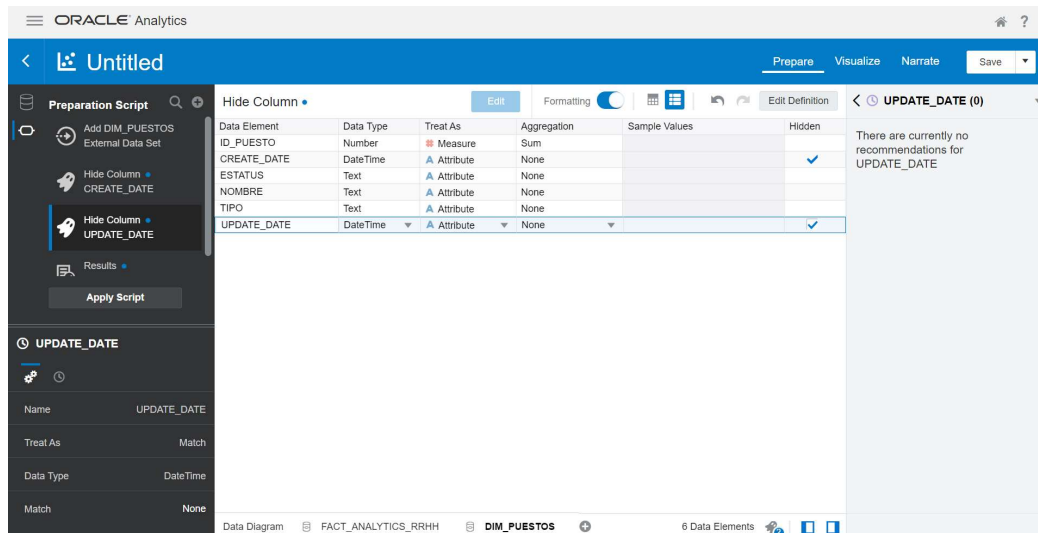 ORACLE Analytics
?
Untitled
Prepare Visualize Narrate Save
Preparation Script
Add DIM_PUESTOS
External Data Set
Hide Column
CREATE_DATE
Hide Column
UPDATE_DATE
Results
Apply Script
UPDATE_DATE
Name UPDATE_DATE
Treat As Match
Data Type DateTime
Match None
Hide Column Edit Formatting Edit Definition
Data Element Data Type Treat As Aggregation Sample Values Hidden
ID_PUESTO Number Measure Sum
CREATE_DATE DateTime A Attribute None
ESTATUS Text A Attribute None
NOMBRE Text A Attribute None
TIPO Text A Attribute None
UPDATE_DATE DateTime A Attribute None
Data Diagram FACT_ANALYTICS_RRHH DIM_PUESTOS 6 Data Elements 2
UPDATE_DATE (0)
There are currently no
recommendations for
UPDATE_DATE